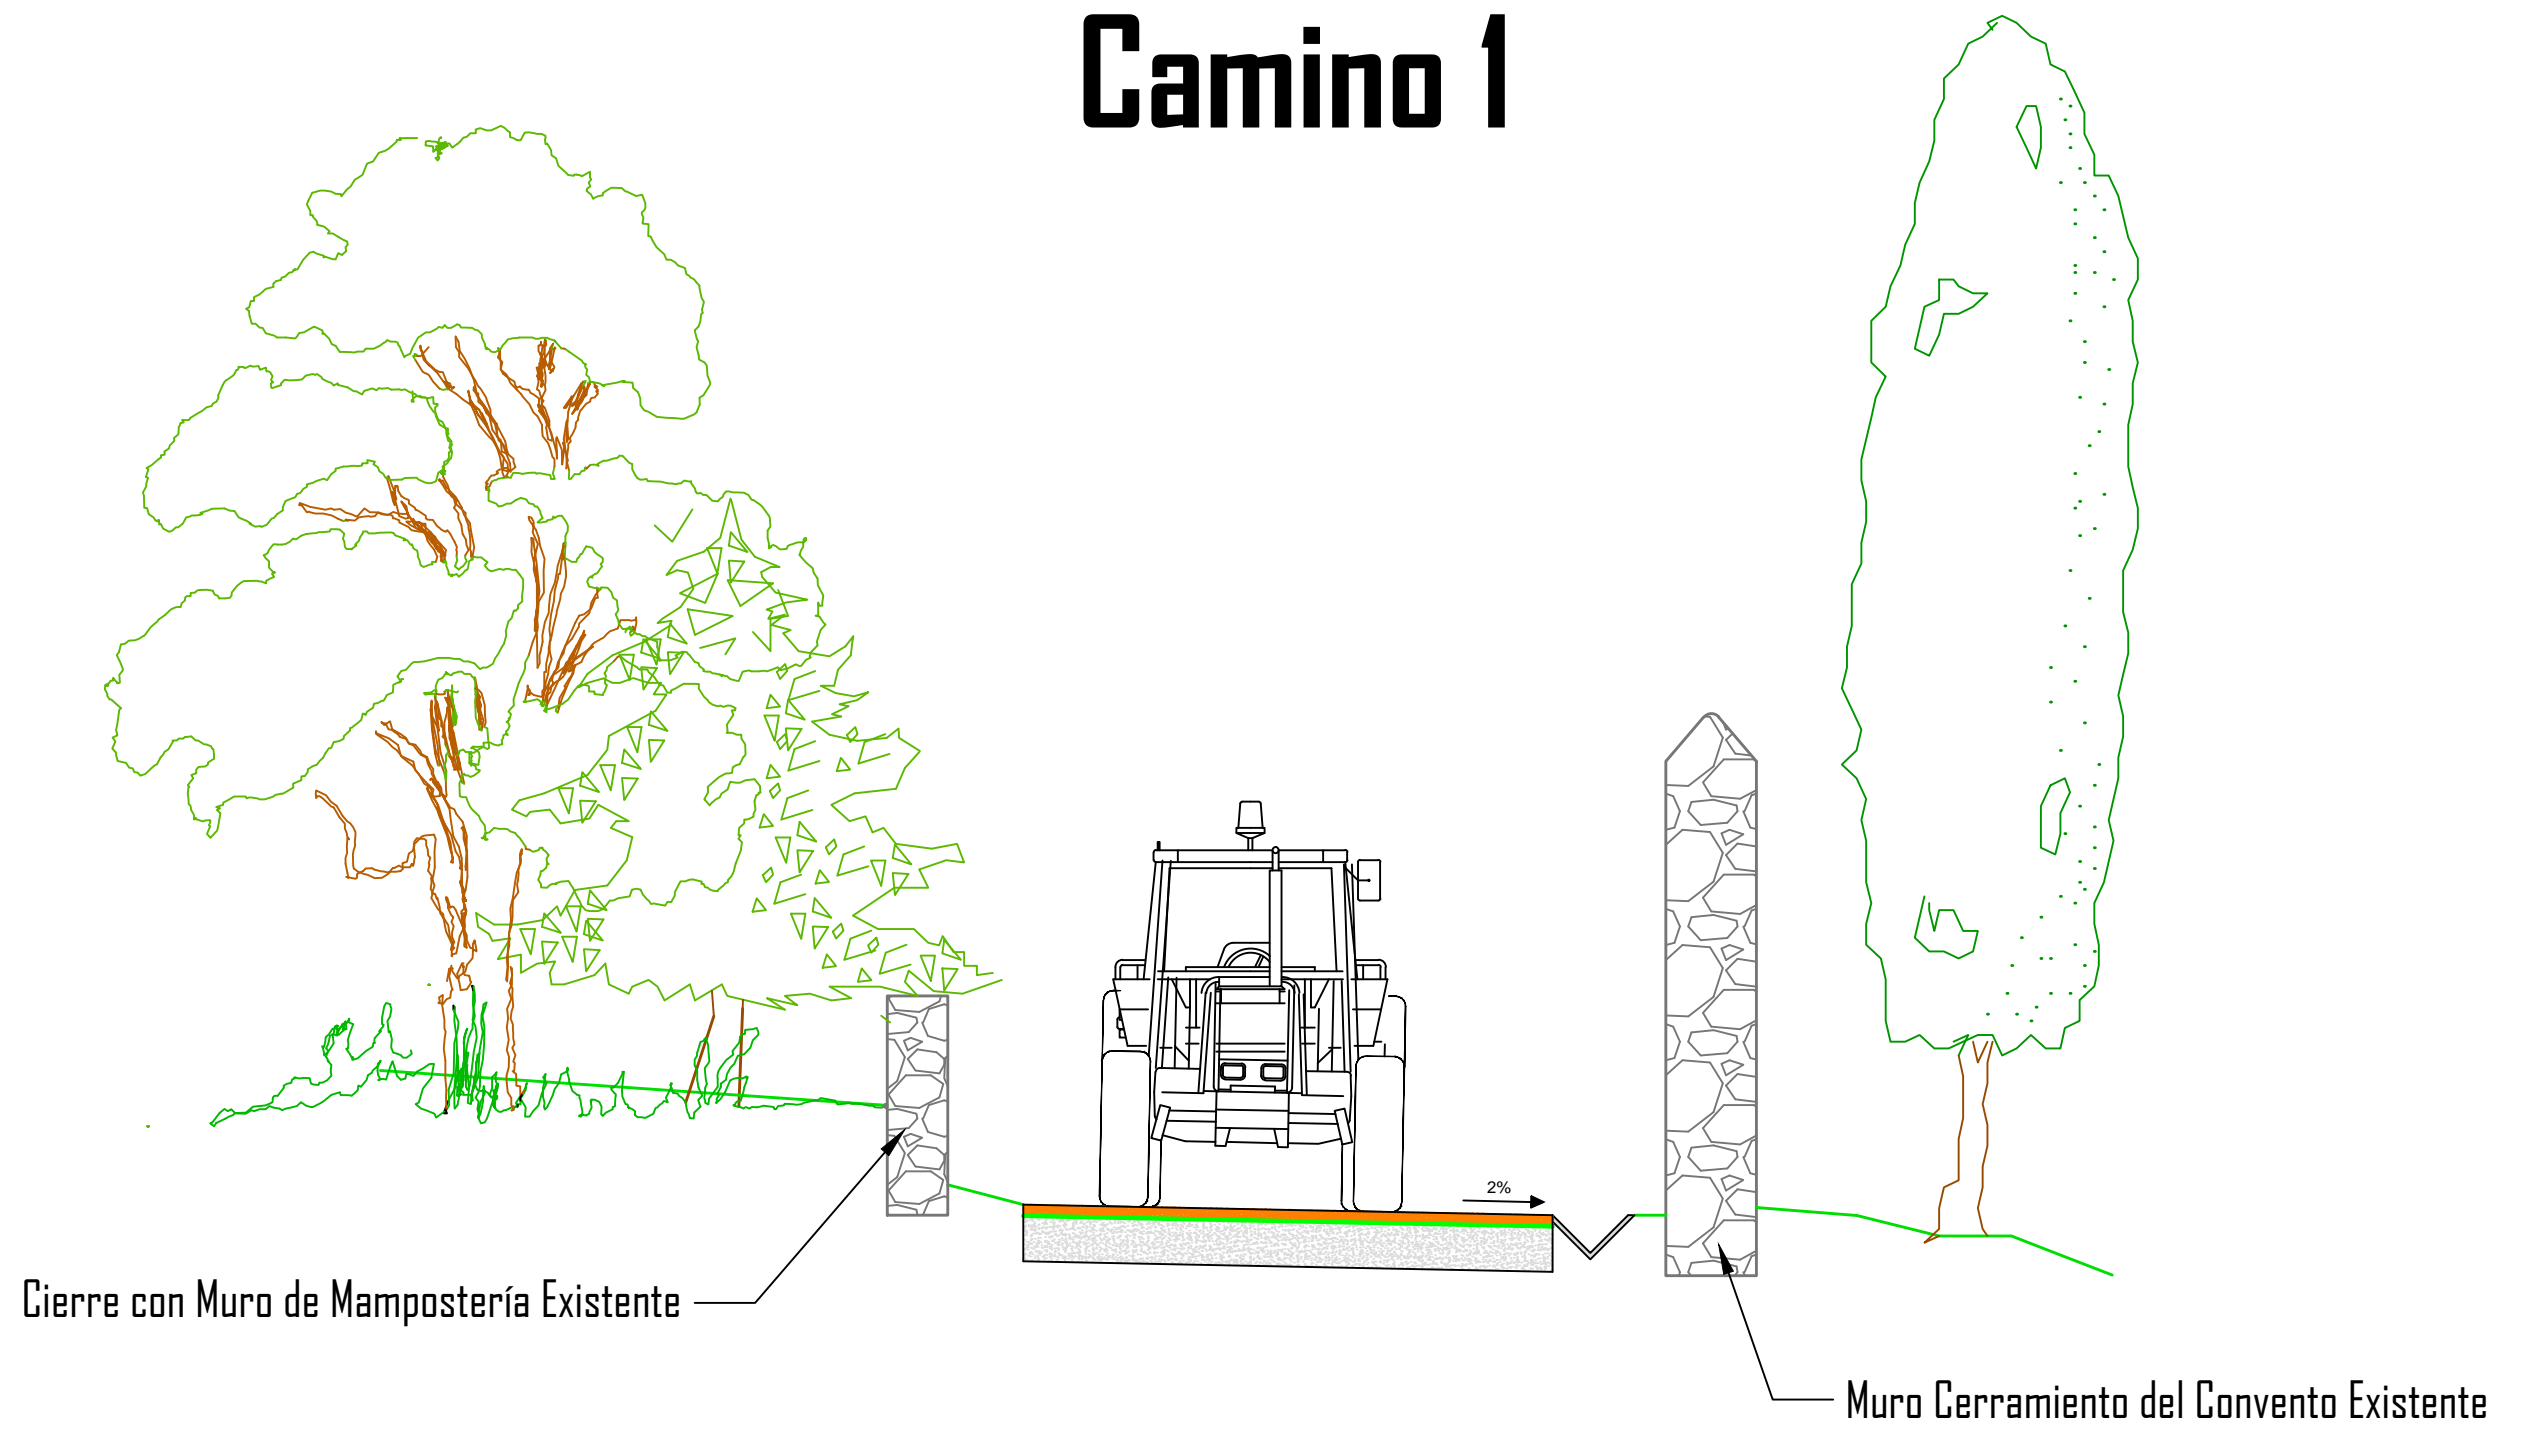 Camino 1
2%
Cierre con Muro de Mampostería Existente
Muro Cerramiento del Convento Existente